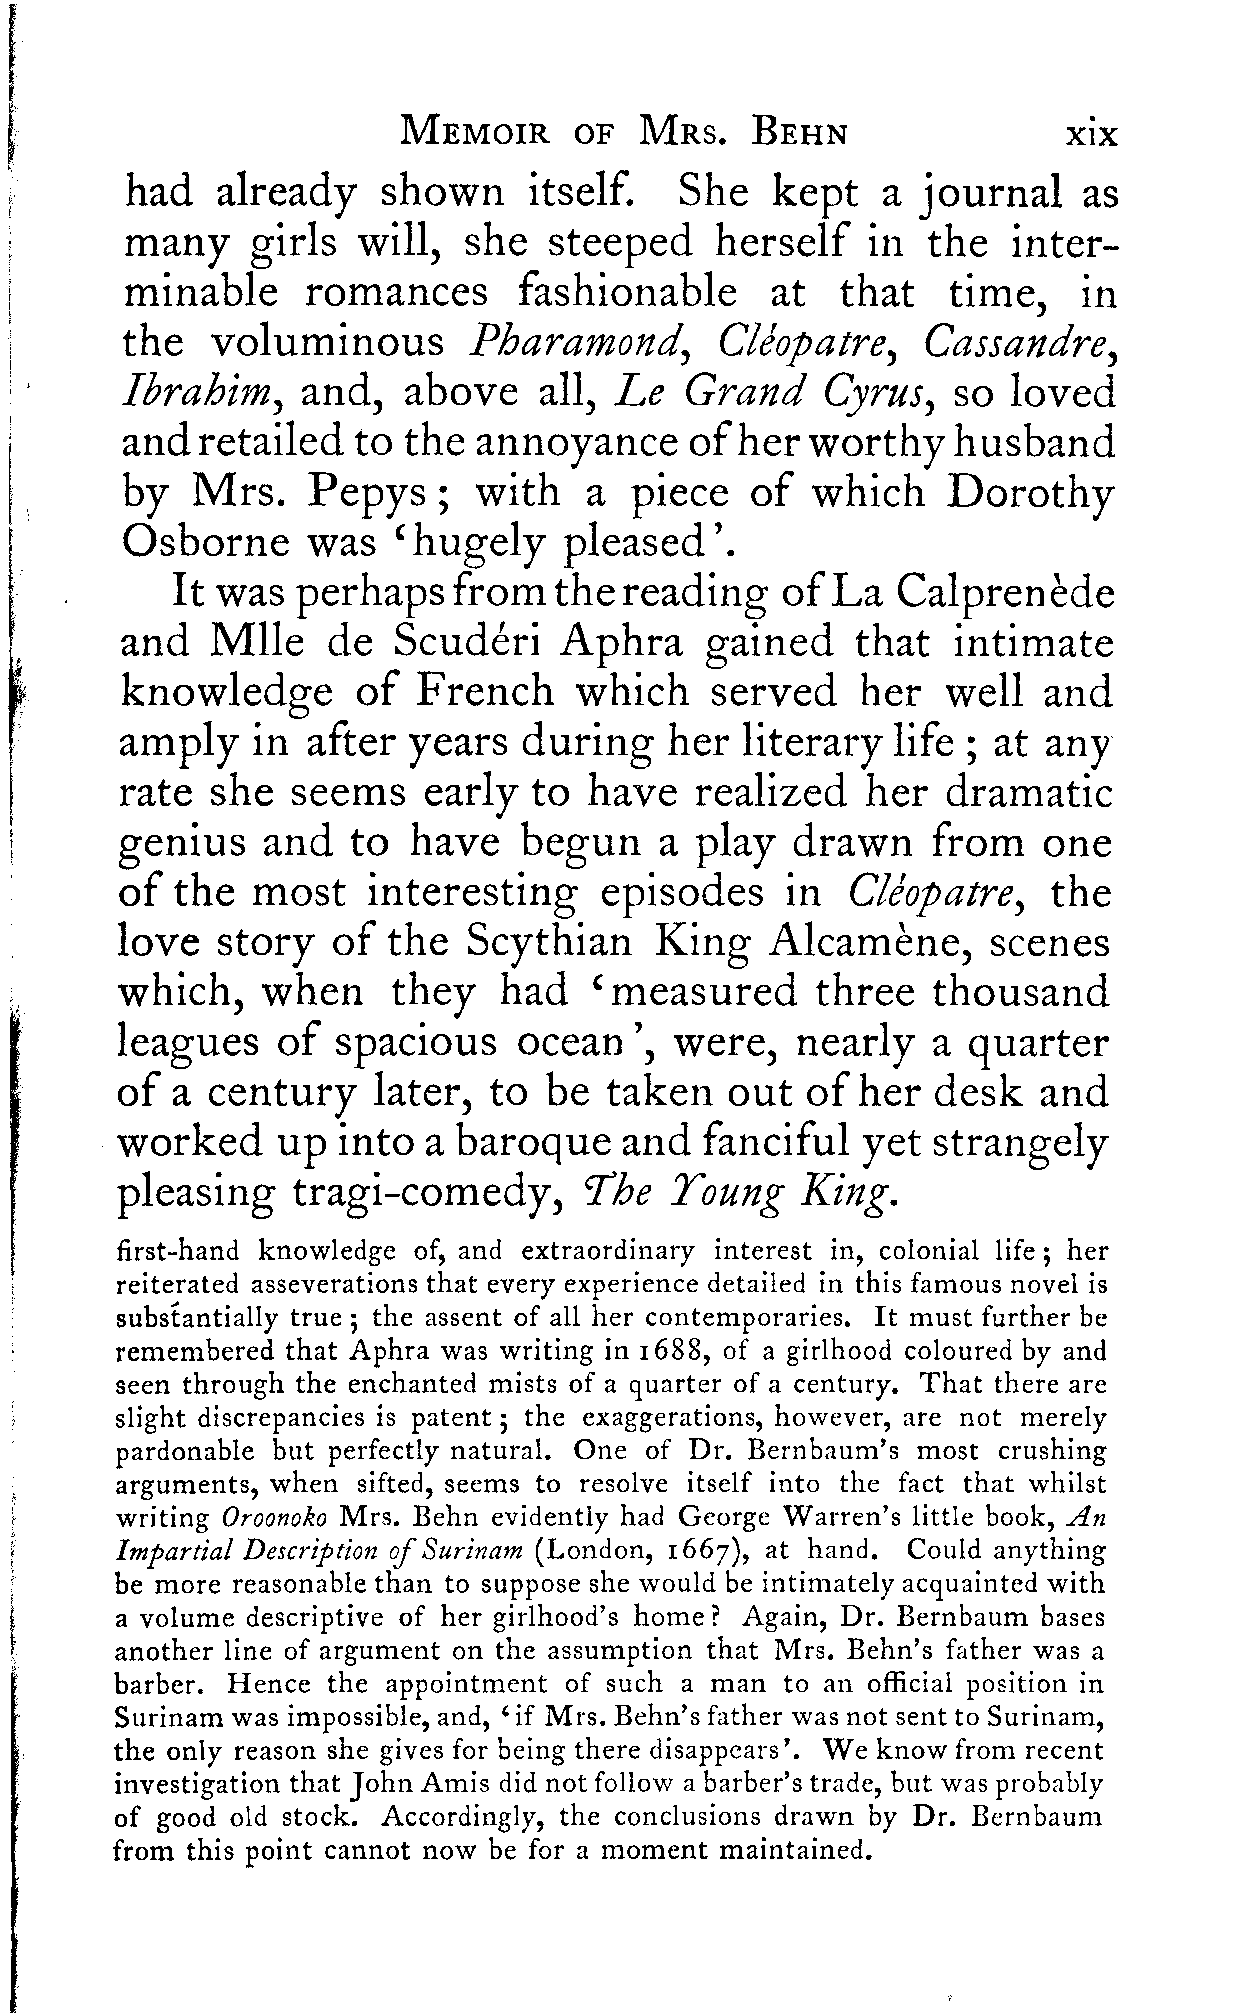 MEMOIR OF MRS. BEHN xix
had already shown itself. She kept a journal as
many girls will, she steeped herself in the inter-
minable romances fashionable at that time, in
the voluminous Pharamond, Cléopatre, Cassandre,
Ibrahim, and, above all, Le Grand Cyrus, so loved
and retailed to the annoyance of her worthy husband
by Mrs. Pepys ; with a piece of which Dorothy
Osborne was ‘hugely pleased’.
It was perhaps from the reading of La Calprenède
and Mlle de Scudéri Aphra gained that intimate
knowledge of French which served her well and
amply in after years during her literary life ; at any
rate she seems early to have realized her dramatic
genius and to have begun a play drawn from one
of the most interesting episodes in Cléopatre, the
love story of the Scythian King Alcamène, scenes
which, when they had ‘measured three thousand
leagues of spacious ocean’, were, nearly a quarter
of a century later, to be taken out of her desk and
worked up into a baroque and fanciful yet strangely
pleasing tragi-comedy, The Young King.
first-hand knowledge of, and extraordinary interest in, colonial life ; her
reiterated asseverations that every experience detailed in this famous novel is
substantially true ; the assent of all her contemporaries. It must further be
remembered that Aphra was writing in 1688, of a girlhood coloured by and
seen through the enchanted mists of a quarter of a century. That there are
slight discrepancies is patent ; the exaggerations, however, are not merely
pardonable but perfectly natural. One of Dr. Bernbaum's most crushing
arguments, when sifted, seems to resolve itself into the fact that whilst
writing Oroonoko Mrs. Behn evidently had George Warren's little book, An
Impartial Description of Surinam (London, 1667), at hand. Could anything
be more reasonable than to suppose she would be intimately acquainted with
a volume descriptive of her girlhood's home? Again, Dr. Bernbaum bases
another line of argument on the assumption that Mrs. Behn's father was a
barber. Hence the appointment of such a man to an official position in
Surinam was impossible, and, ‘if Mrs. Behn's father was not sent to Surinam,
the only reason she gives for being there disappears’. We know from recent
investigation that John Amis did not follow a barber's trade, but was probably
of good old stock. Accordingly, the conclusions drawn by Dr. Bernbaum
from this point cannot now be for a moment maintained.